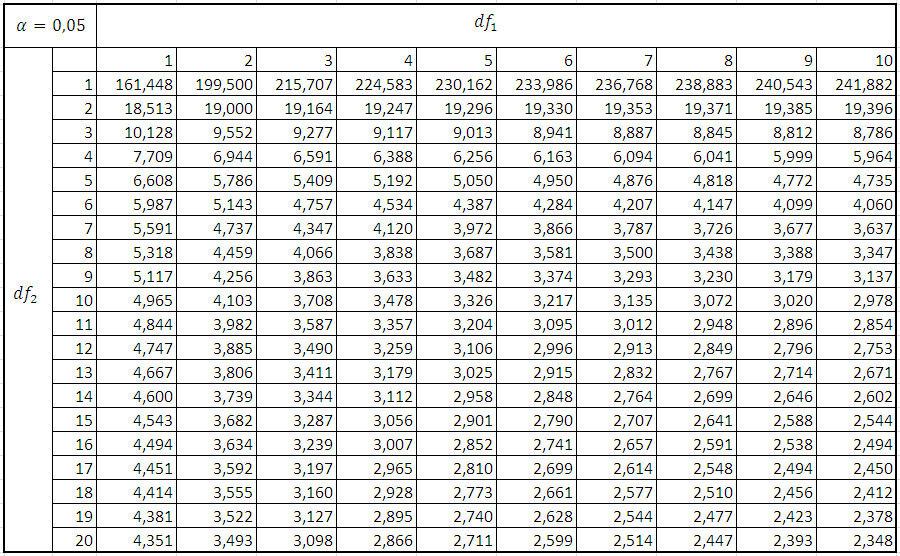 α = 0,05 df₁
1 2 3 4 5 6 7 8 9 10
1 161,448 199,500 215,707 224,583 230,162 233,986 236,768 238,883 240,543 241,882
2 18,513 19,000 19,164 19,247 19,296 19,330 19,353 19,371 19,385 19,396
3 10,128 9,552 9,277 9,117 9,013 8,941 8,887 8,845 8,812 8,786
4 7,709 6,944 6,591 6,388 6,256 6,163 6,094 6,041 5,999 5,964
5 6,608 5,786 5,409 5,192 5,050 4,950 4,876 4,818 4,772 4,735
6 5,987 5,143 4,757 4,534 4,387 4,284 4,207 4,147 4,099 4,060
7 5,591 4,737 4,347 4,120 3,972 3,866 3,787 3,726 3,677 3,637
8 5,318 4,459 4,066 3,838 3,687 3,581 3,500 3,438 3,388 3,347
9 5,117 4,256 3,863 3,633 3,482 3,374 3,293 3,230 3,179 3,137
df₂ 10 4,965 4,103 3,708 3,478 3,326 3,217 3,135 3,072 3,020 2,978
11 4,844 3,982 3,587 3,357 3,204 3,095 3,012 2,948 2,896 2,854
12 4,747 3,885 3,490 3,259 3,106 2,996 2,913 2,849 2,796 2,753
13 4,667 3,806 3,411 3,179 3,025 2,915 2,832 2,767 2,714 2,671
14 4,600 3,739 3,344 3,112 2,958 2,848 2,764 2,699 2,646 2,602
15 4,543 3,682 3,287 3,056 2,901 2,790 2,707 2,641 2,588 2,544
16 4,494 3,634 3,239 3,007 2,852 2,741 2,657 2,591 2,538 2,494
17 4,451 3,592 3,197 2,965 2,810 2,699 2,614 2,548 2,494 2,450
18 4,414 3,555 3,160 2,928 2,773 2,661 2,577 2,510 2,456 2,412
19 4,381 3,522 3,127 2,895 2,740 2,628 2,544 2,477 2,423 2,378
20 4,351 3,493 3,098 2,866 2,711 2,599 2,514 2,447 2,393 2,348